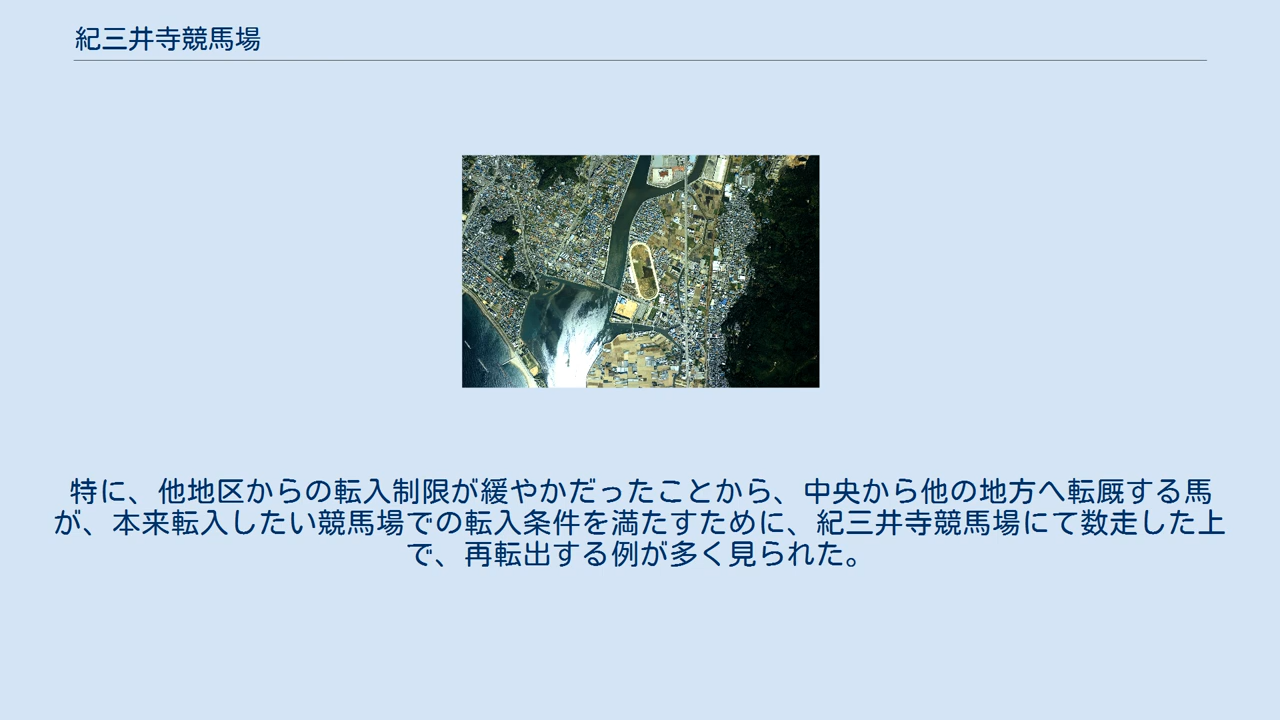 紀三井寺競馬場
特に、他地区からの転入制限が緩やかだったことから、中央から他の地方へ転厩する馬
が、本来転入したい競馬場での転入条件を満たすために、紀三井寺競馬場にて数走した上
で、再転出する例が多く見られた。